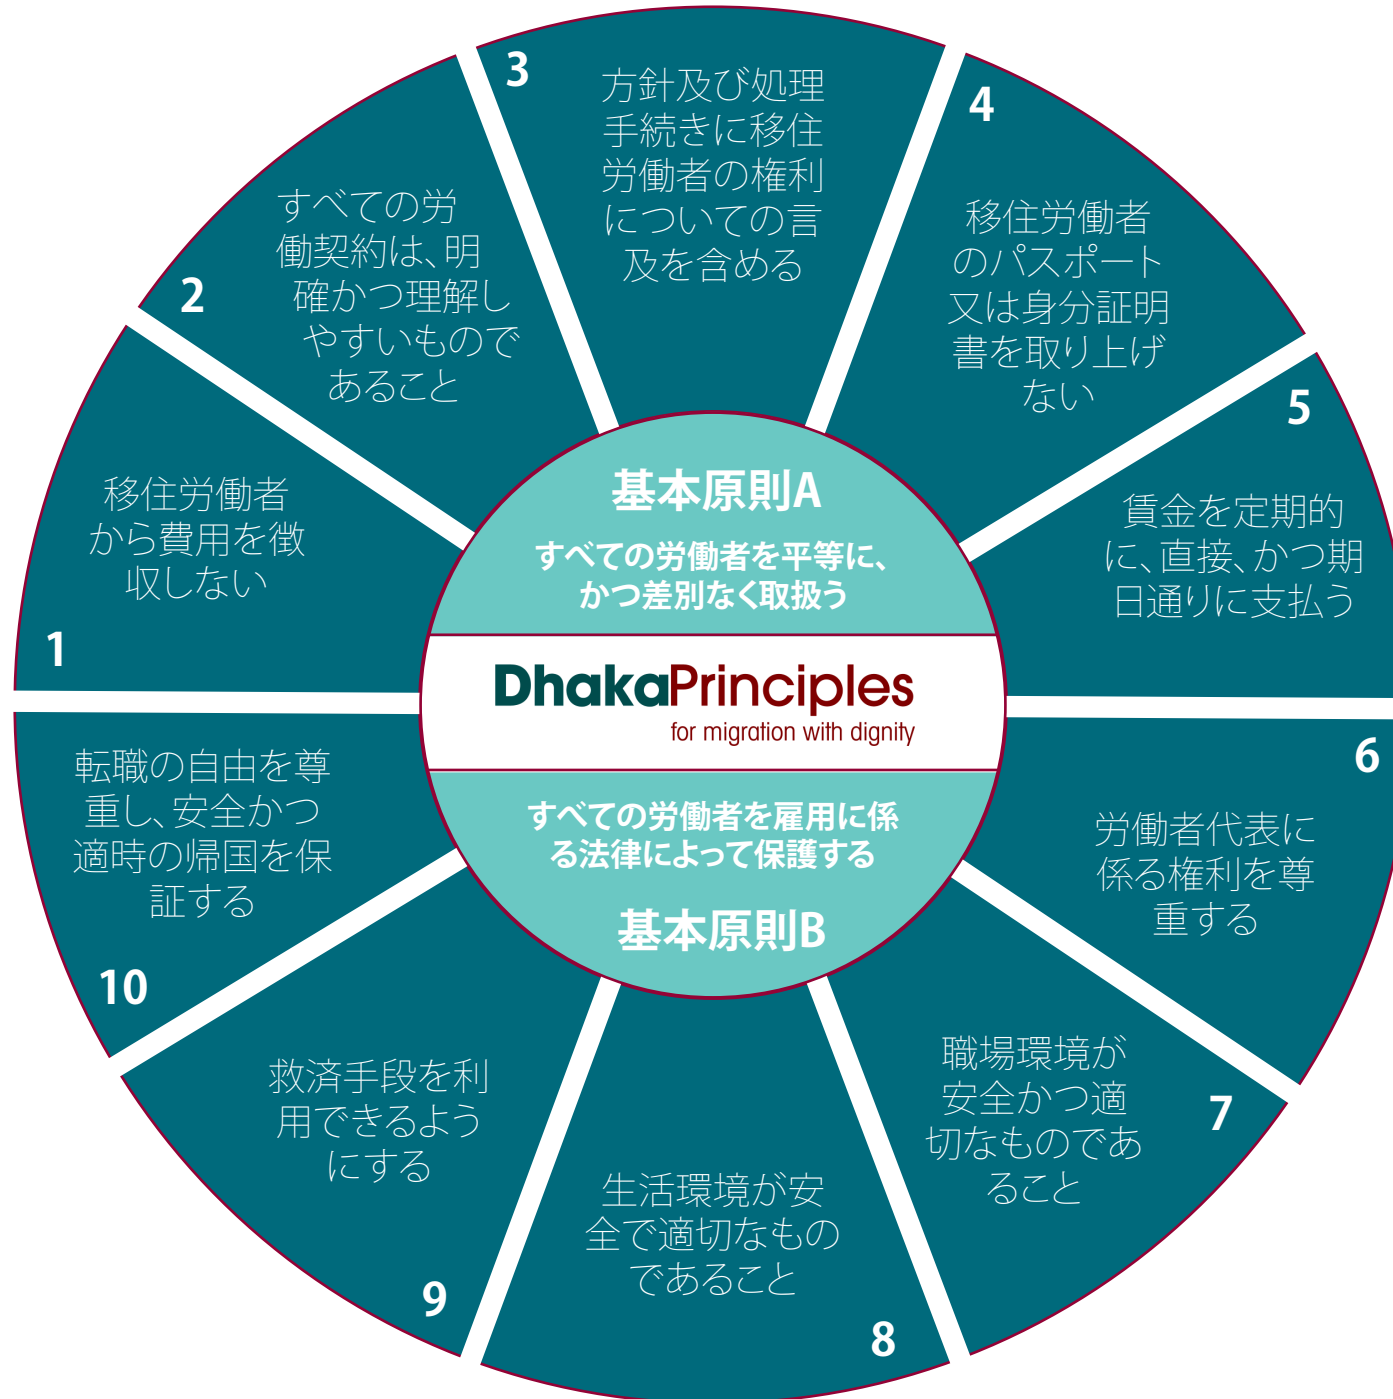 1
移住労働者
から費用を徴
収しない
2
すべての労
働契約は、明
確かつ理解し
やすいもので
あること
3
方針及び処理
手続きに移住
労働者の権利
についての言
及を含める
4
移住労働者
のパスポート
又は身分証明
書を取り上げ
ない
5
賃金を定期的
に、直接、かつ期
日通りに支払う
6
労働者代表に
係る権利を尊
重する
7
職場環境が
安全かつ適
切なものであ
ること
8
生活環境が安
全で適切なもの
であること
9
救済手段を利
用できるよう
にする
10
転職の自由を尊
重し、安全かつ
適時の帰国を保
証する
基本原則A
すべての労働者を平等に、
かつ差別なく取扱う
DhakaPrinciples
for migration with dignity
すべての労働者を雇用に係
る法律によって保護する
基本原則B